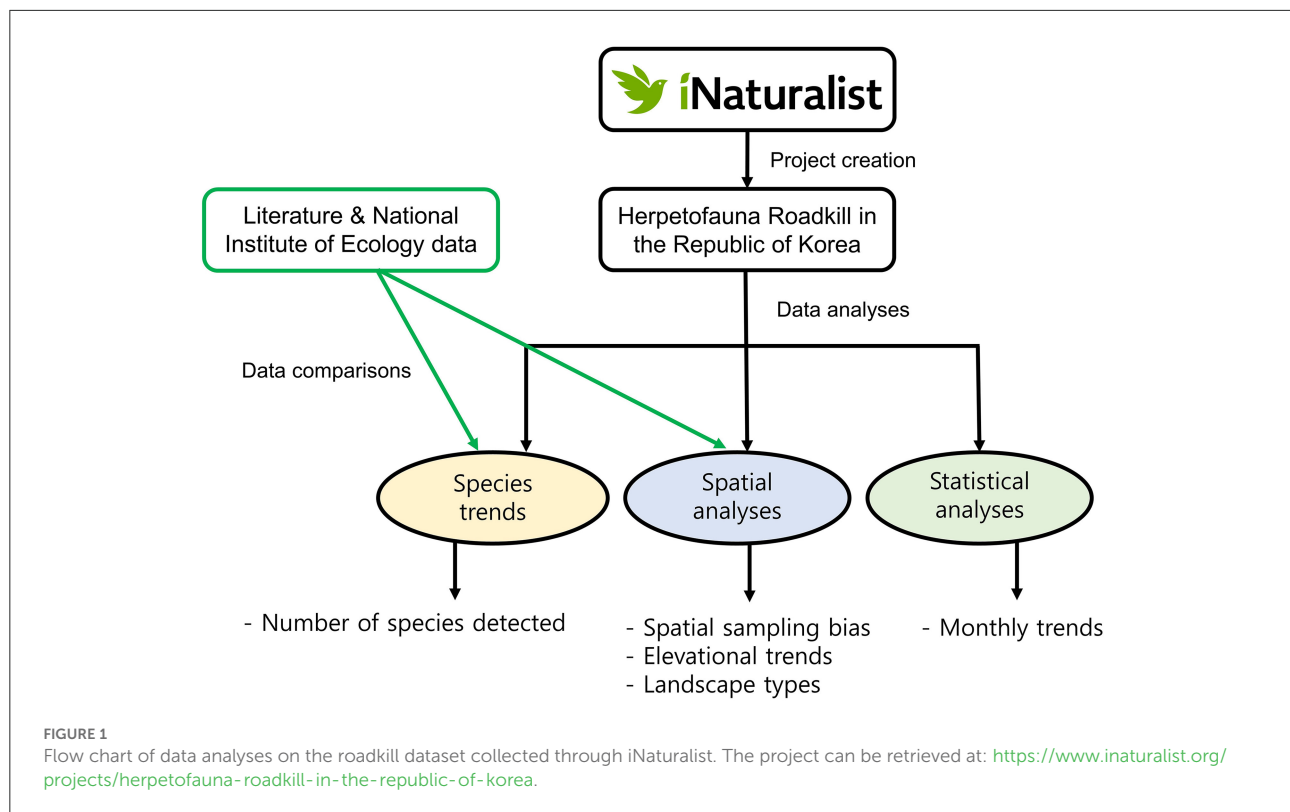 iNaturalist
Project creation
Literature & National
Institute of Ecology data
Herpetofauna Roadkill in
the Republic of Korea
Data analyses
Data comparisons
Species
trends
Spatial
analyses
Statistical
analyses
- Number of species detected
- Spatial sampling bias
- Elevational trends
- Landscape types
- Monthly trends
FIGURE 1
Flow chart of data analyses on the roadkill dataset collected through iNaturalist. The project can be retrieved at: https://www.inaturalist.org/
projects/herpetofauna-roadkill-in-the-republic-of-korea.